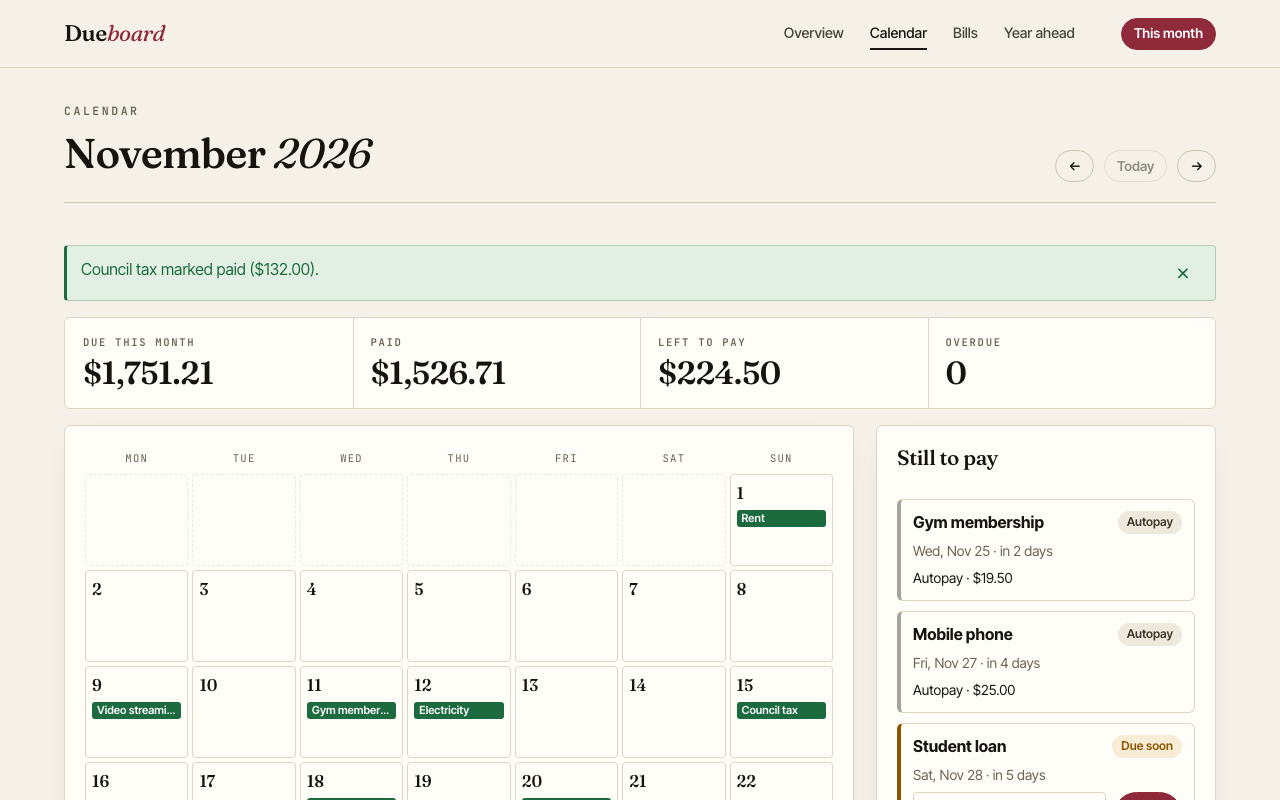 Dueboard
Overview Calendar Bills Year ahead This month
CALENDAR
November 2026
← Today →
Council tax marked paid ($132.00). ×
DUE THIS MONTH PAID LEFT TO PAY OVERDUE
$1,751.21 $1,526.71 $224.50 0
MON TUE WED THU FRI SAT SUN
1
Rent
2 3 4 5 6 7 8
9 10 11 12 13 14 15
Video streami... Gym member... Electricity Council tax
16 17 18 19 20 21 22
Still to pay
Gym membership Autopay
Wed, Nov 25 · in 2 days
Autopay · $19.50
Mobile phone Autopay
Fri, Nov 27 · in 4 days
Autopay · $25.00
Student loan Due soon
Sat, Nov 28 · in 5 days